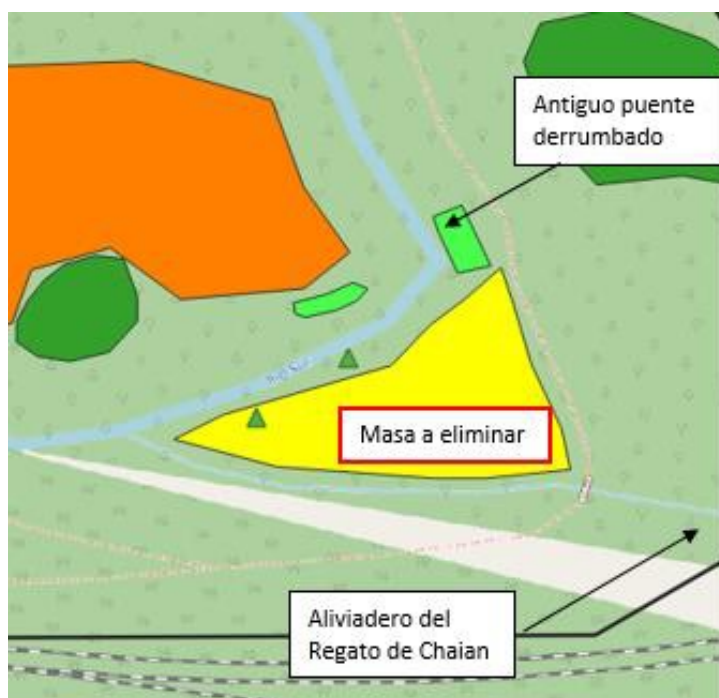 Antiguo puente
derrumbado
Masa a eliminar
Aliviadero del
Regato de Chaian